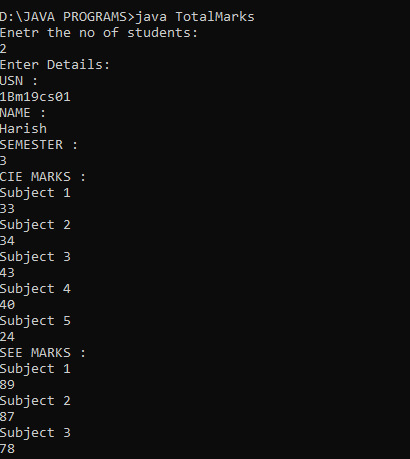 D:\JAVA PROGRAMS>java TotalMarks
Enetr the no of students:
2
Enter Details:
USN :
1Bm19cs01
NAME :
Harish
SEMESTER :
3
CIE MARKS :
Subject 1
33
Subject 2
34
Subject 3
43
Subject 4
40
Subject 5
24
SEE MARKS :
Subject 1
89
Subject 2
87
Subject 3
78